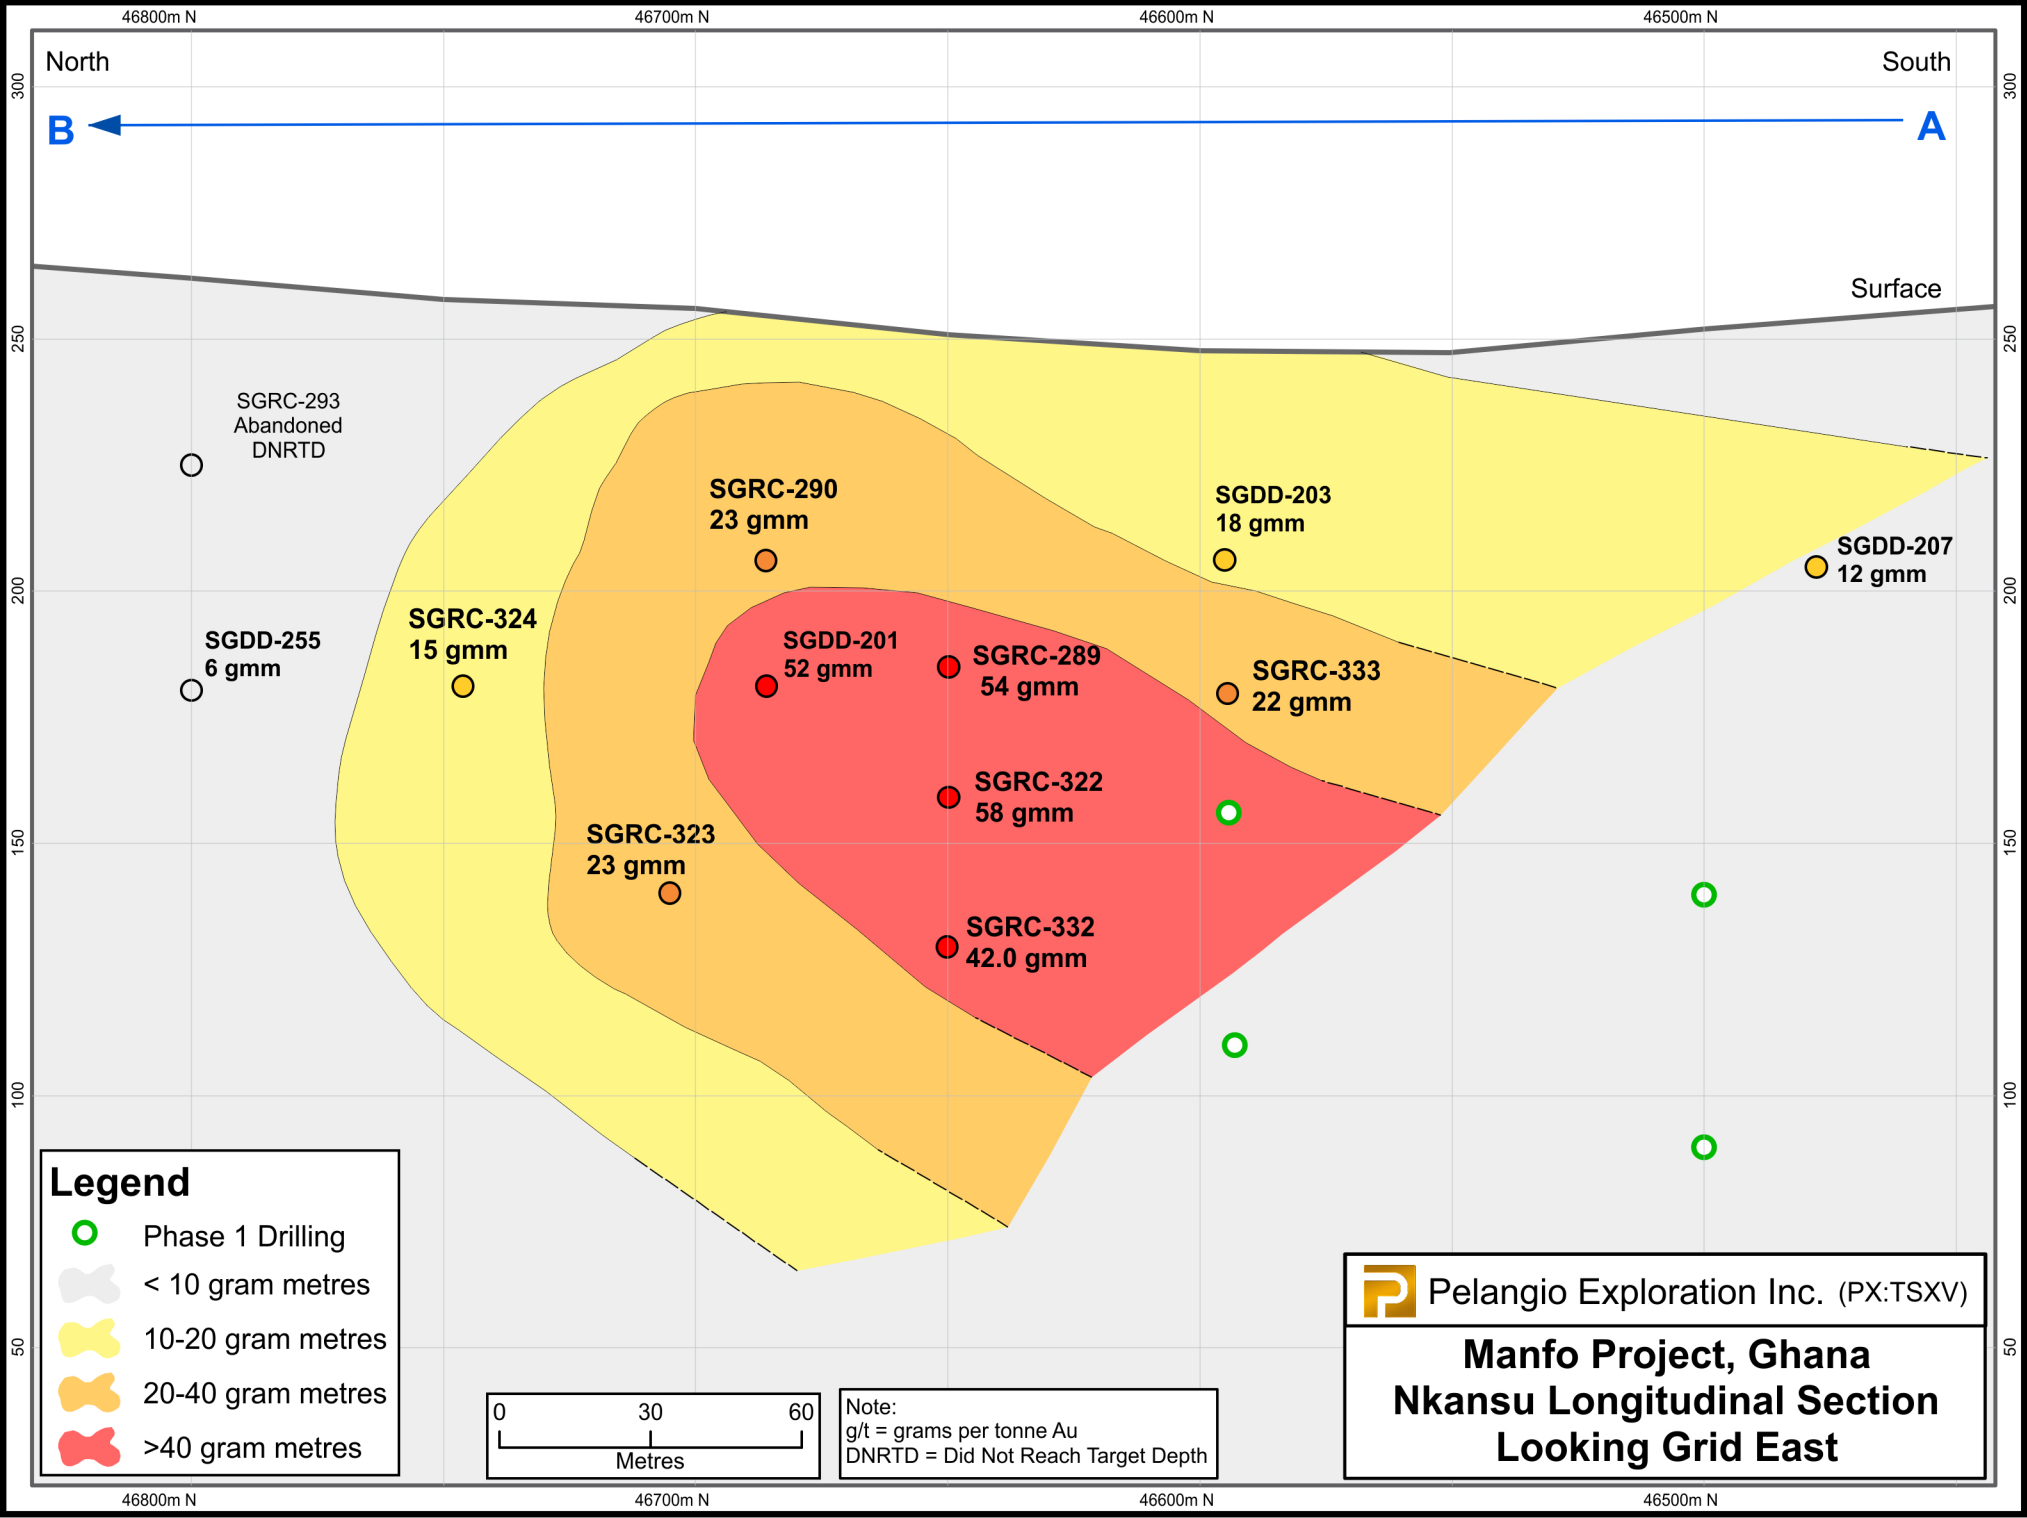 46800m N
46700m N
46600m N
46500m N
North
South
300
300
B
A
Surface
250
250
SGRC-293
Abandoned
DNRTD
SGRC-290
23 gmm
SGDD-203
18 gmm
SGDD-207
12 gmm
200
200
SGRC-324
15 gmm
SGDD-255
6 gmm
SGDD-201
52 gmm
SGRC-289
54 gmm
SGRC-333
22 gmm
SGRC-322
58 gmm
SGRC-323
23 gmm
150
150
SGRC-332
42.0 gmm
100
100
Legend
Phase 1 Drilling
< 10 gram metres
10-20 gram metres
20-40 gram metres
>40 gram metres
50
50
0 30 60
Metres
Note:
g/t = grams per tonne Au
DNRTD = Did Not Reach Target Depth
Pelangio Exploration Inc. (PX:TSXV)
Manfo Project, Ghana
Nkansu Longitudinal Section
Looking Grid East
46800m N
46700m N
46600m N
46500m N